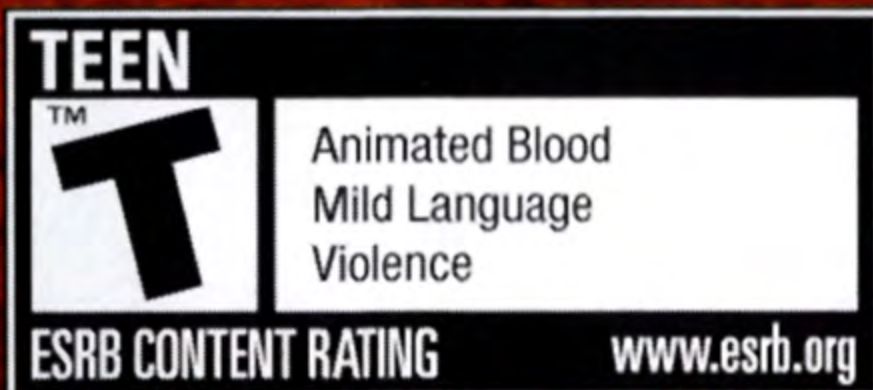 TEEN
TM
T
Animated Blood
Mild Language
Violence
ESRB CONTENT RATING www.esrb.org